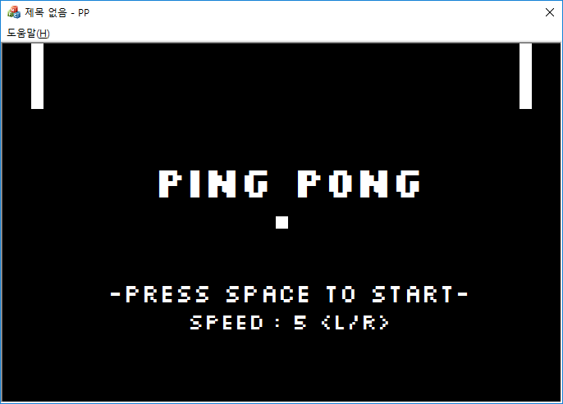 제목 없음 - PP
도움말(H)
PING PONG
-PRESS SPACE TO START-
SPEED : 5 <L/R>